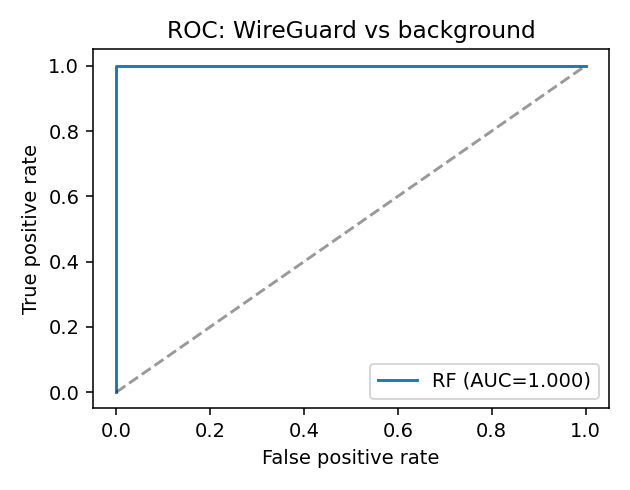 ROC: WireGuard vs background
True positive rate
1.0
0.8
0.6
0.4
0.2
0.0
RF (AUC=1.000)
0.0 0.2 0.4 0.6 0.8 1.0
False positive rate